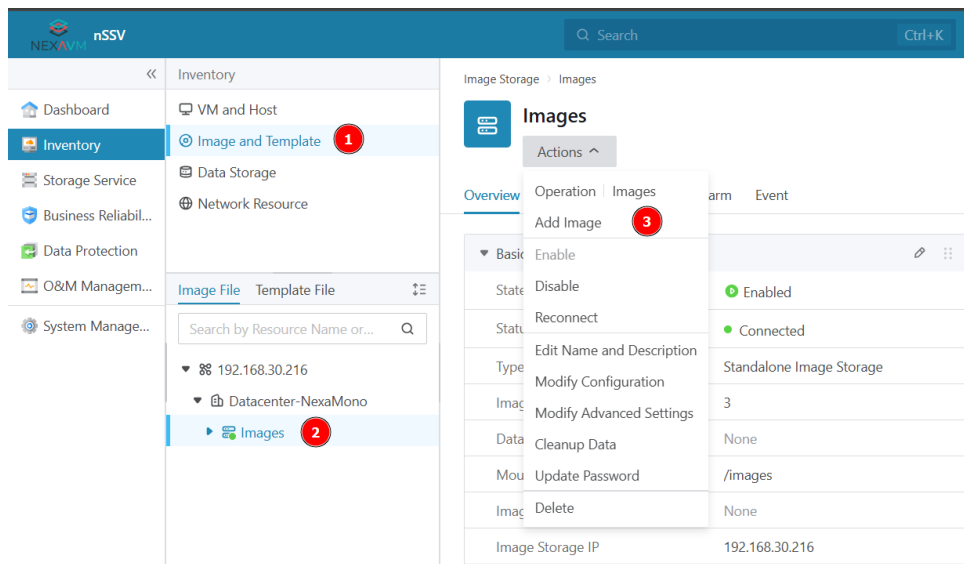 NEXAVM nSSV
Search Ctrl+K
Dashboard
Inventory
Storage Service
Business Reliabil...
Data Protection
O&M Managem...
System Manage...
Inventory
VM and Host
Image and Template 1
Data Storage
Network Resource
Image File Template File
Search by Resource Name or...
192.168.30.216
Datacenter-NexaMono
Images 2
Image Storage > Images
Images
Actions
Operation Images
Add Image 3
Enable
Disable
Reconnect
Edit Name and Description
Modify Configuration
Modify Advanced Settings
Cleanup Data
Update Password
Delete
Overview arm Event
Basic
State Enabled
Statu Connected
Type Standalone Image Storage
Imag 3
Data None
Mou /images
Imag None
Image Storage IP 192.168.30.216